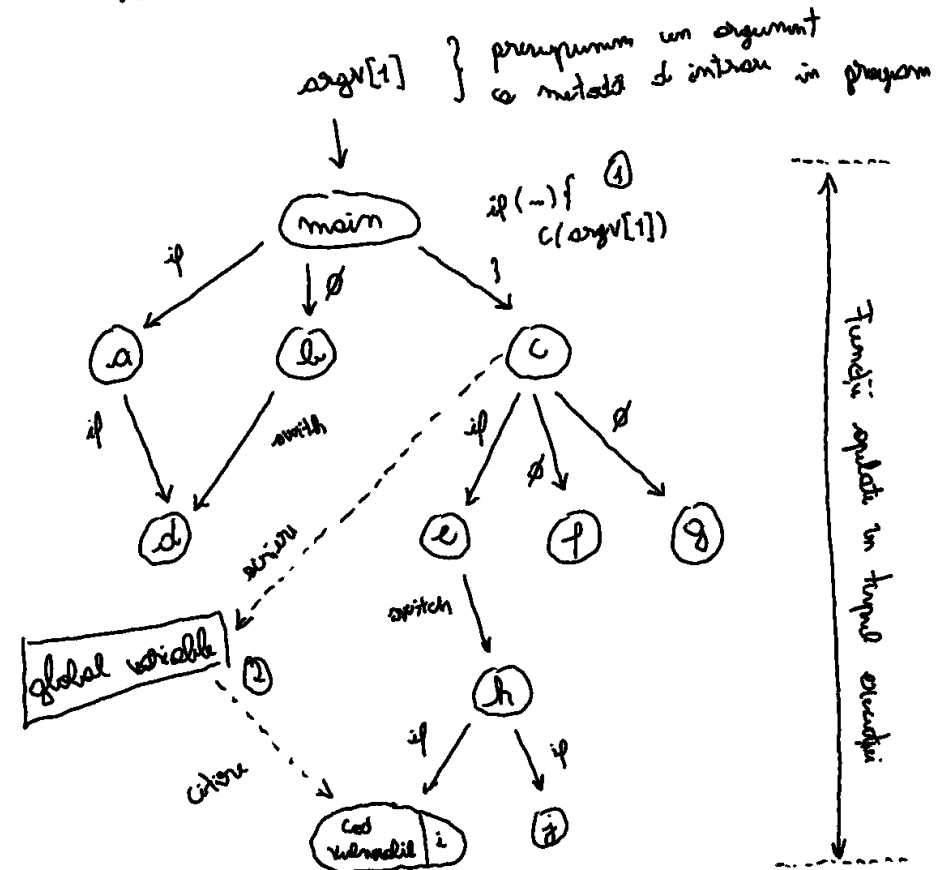 argv[1] } presupunem un argument
ca metodă de intrare în program
main
if (...) { ①
c(argv[1])
}
if
∅
a
b
c
if
switch
if
∅
∅
d
e
f
g
scriere
switch
global variable
②
h
citire
if
if
cod
vulnerabil
i
j
Funcții apelate în timpul execuției